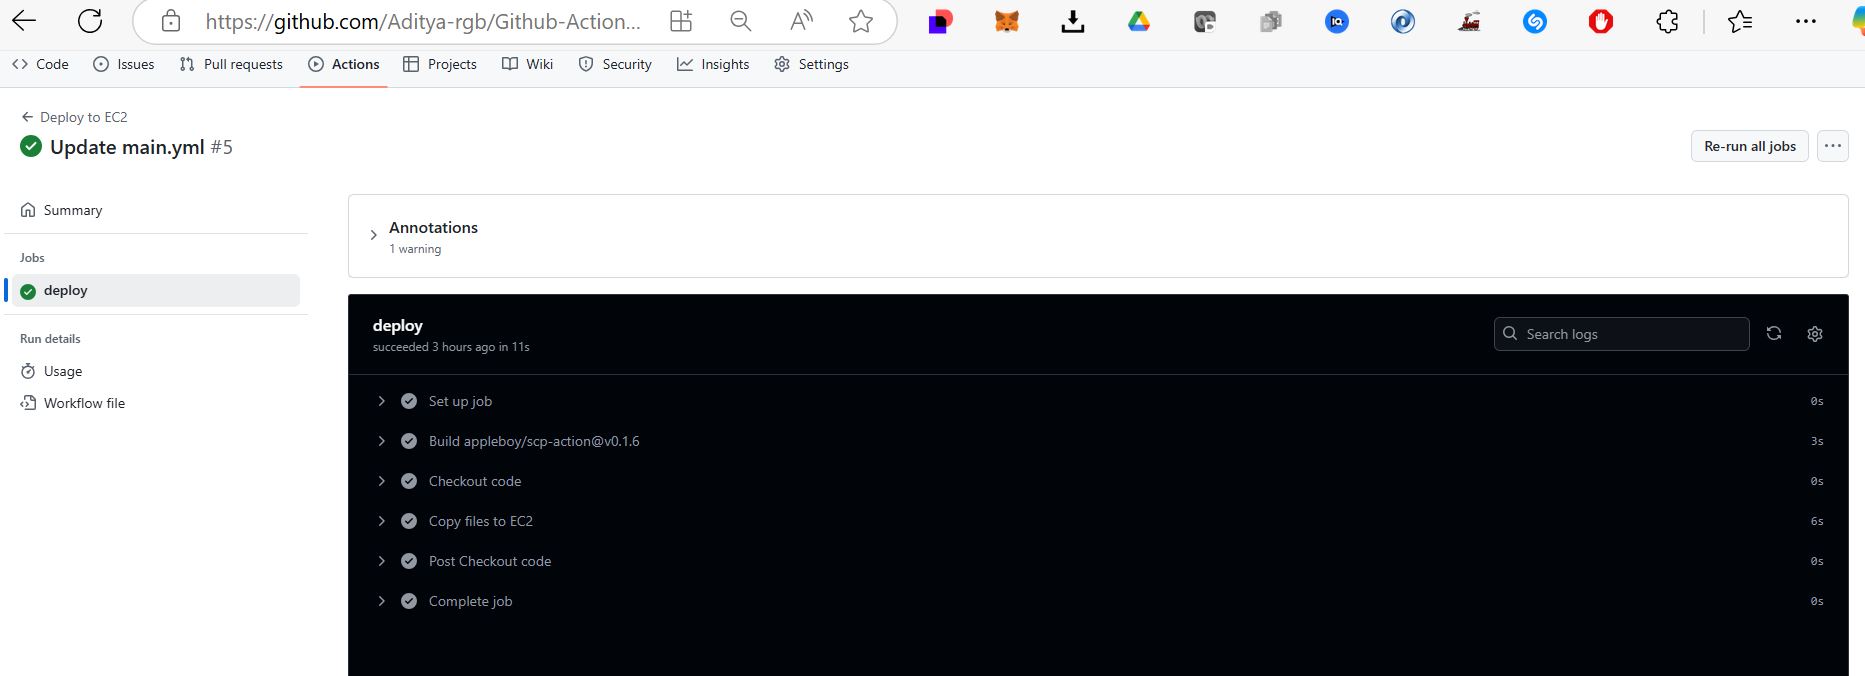 https://github.com/Aditya-rgb/Github-Action...
Code Issues Pull requests Actions Projects Wiki Security Insights Settings
Deploy to EC2
Update main.yml #5
Re-run all jobs
Summary
Jobs
deploy
Run details
Usage
Workflow file
Annotations
1 warning
deploy
succeeded 3 hours ago in 11s
Search logs
Set up job 0s
Build appleboy/scp-action@v0.1.6 3s
Checkout code 0s
Copy files to EC2 6s
Post Checkout code 0s
Complete job 0s